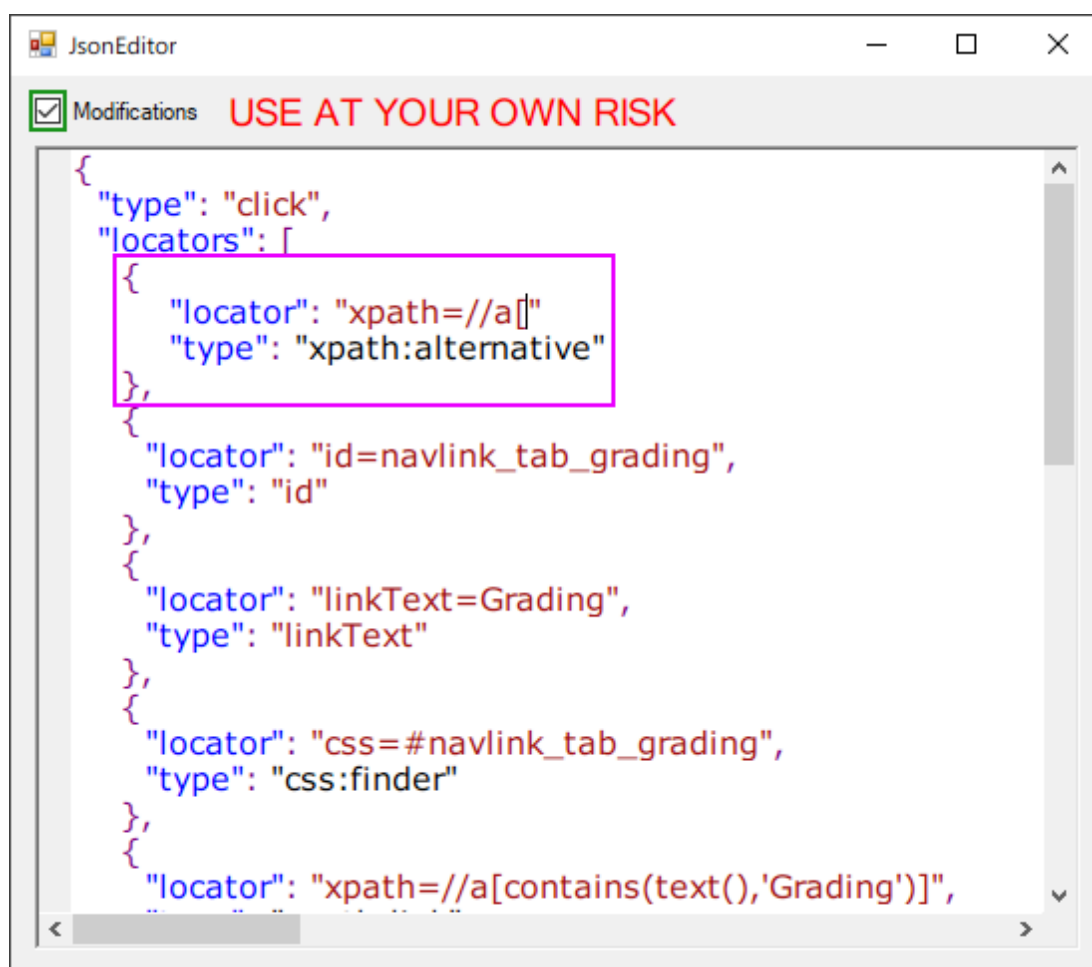 JsonEditor
Modifications USE AT YOUR OWN RISK
{
"type": "click",
"locators": [
{
"locator": "xpath=//a["
"type": "xpath:alternative"
},
{
"locator": "id=navlink_tab_grading",
"type": "id"
},
{
"locator": "linkText=Grading",
"type": "linkText"
},
{
"locator": "css=#navlink_tab_grading",
"type": "css:finder"
},
{
"locator": "xpath=//a[contains(text(),'Grading')]",